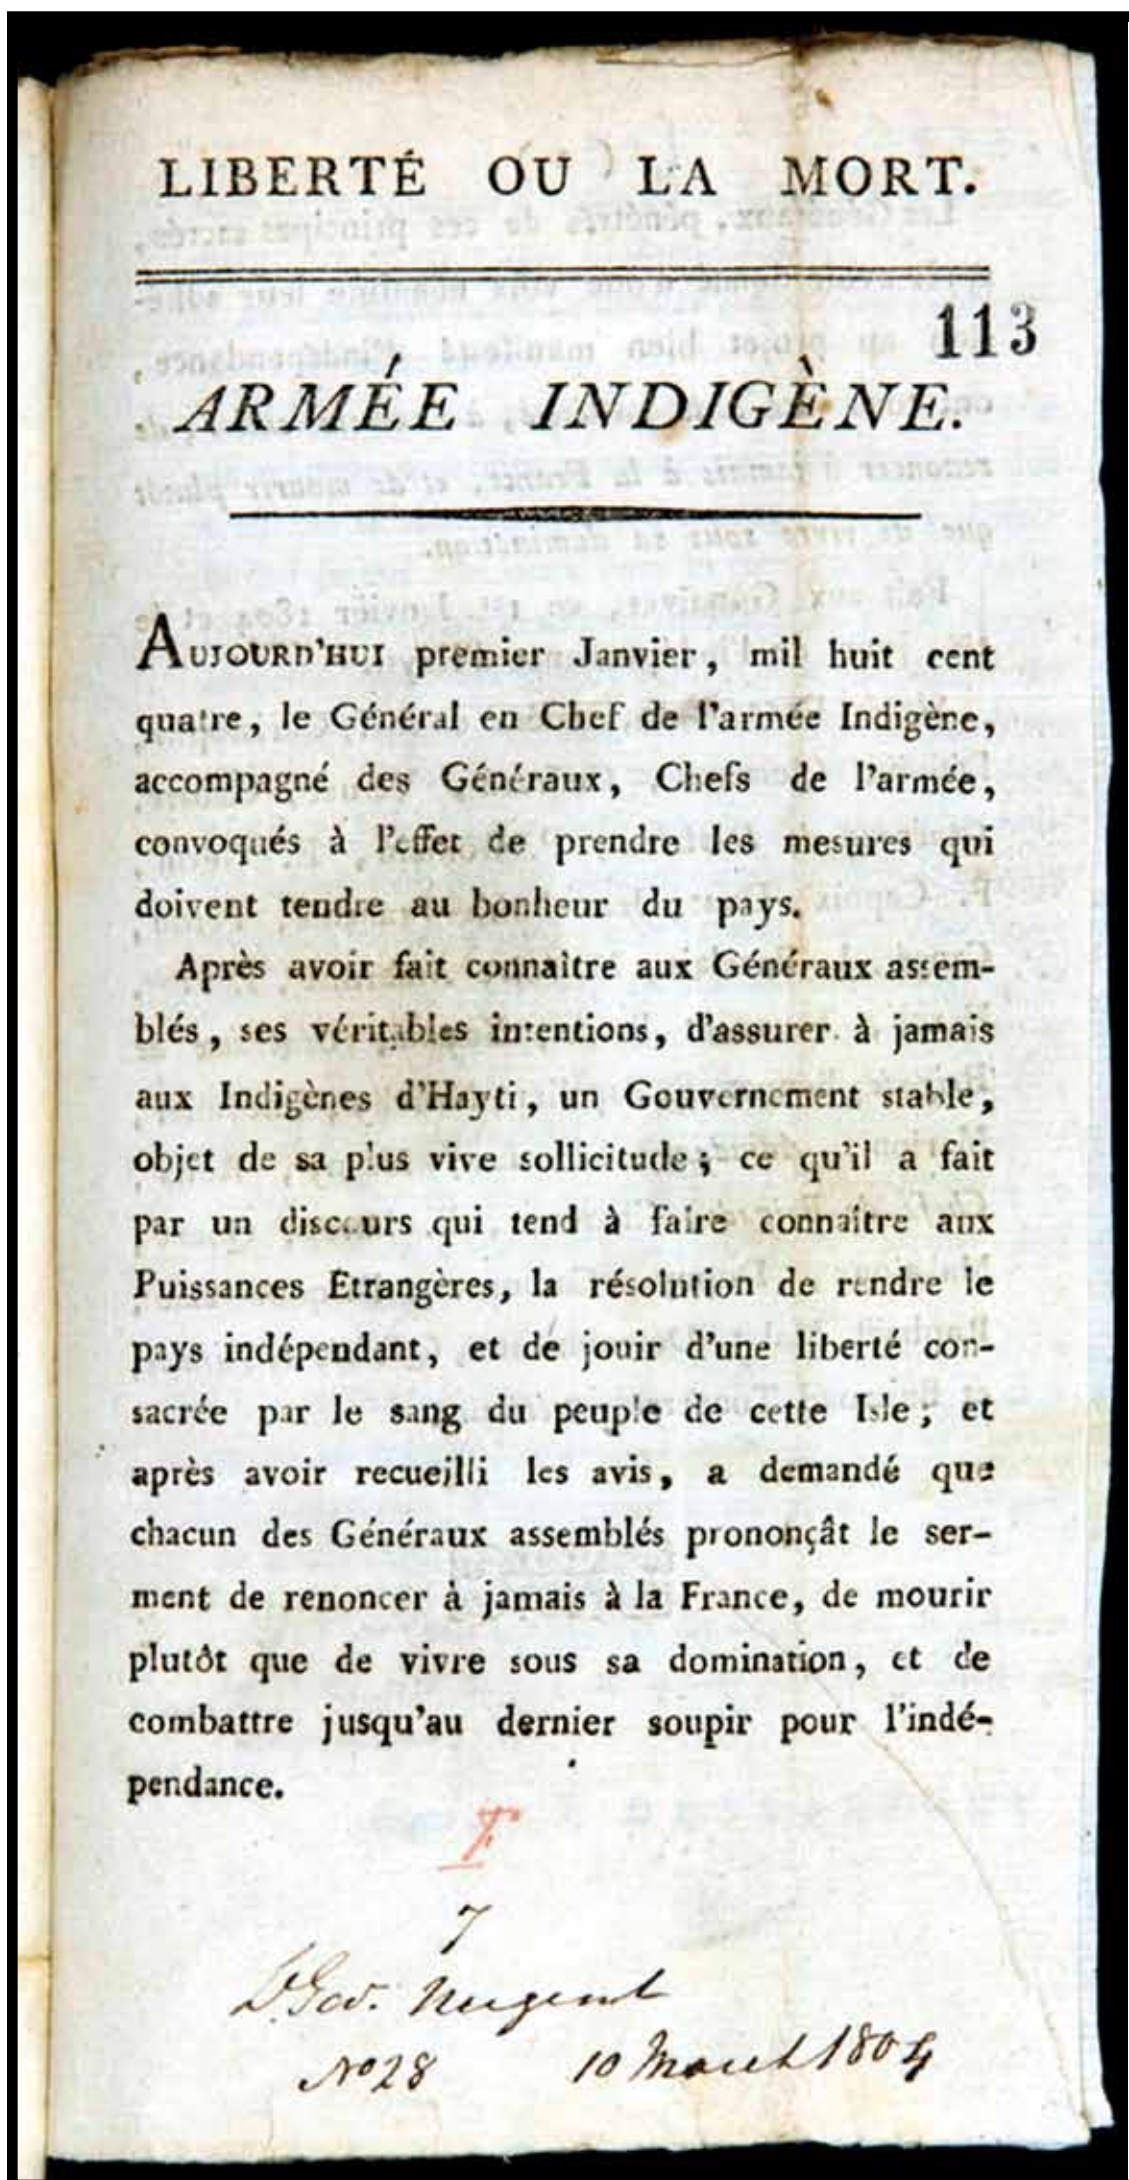 LIBERTÉ OU LA MORT.
113
ARMÉE INDIGÈNE.
AUJOURD'HUI premier Janvier, mil huit cent
quatre, le Général en Chef de l'armée Indigène,
accompagné des Généraux, Chefs de l'armée,
convoqués à l'effet de prendre les mesures qui
doivent tendre au bonheur du pays.
Après avoir fait connaître aux Généraux assem-
blés, ses véritables intentions, d'assurer à jamais
aux Indigènes d'Hayti, un Gouvernement stable,
objet de sa plus vive sollicitude; ce qu'il a fait
par un discours qui tend à faire connaître aux
Puissances Etrangères, la résolution de rendre le
pays indépendant, et de jouir d'une liberté con-
sacrée par le sang du peuple de cette Isle; et
après avoir recueilli les avis, a demandé que
chacun des Généraux assemblés prononçât le ser-
ment de renoncer à jamais à la France, de mourir
plutôt que de vivre sous sa domination, et de
combattre jusqu'au dernier soupir pour l'indé-
pendance.
7
Gov. Nugent
No 28 10 March 1804